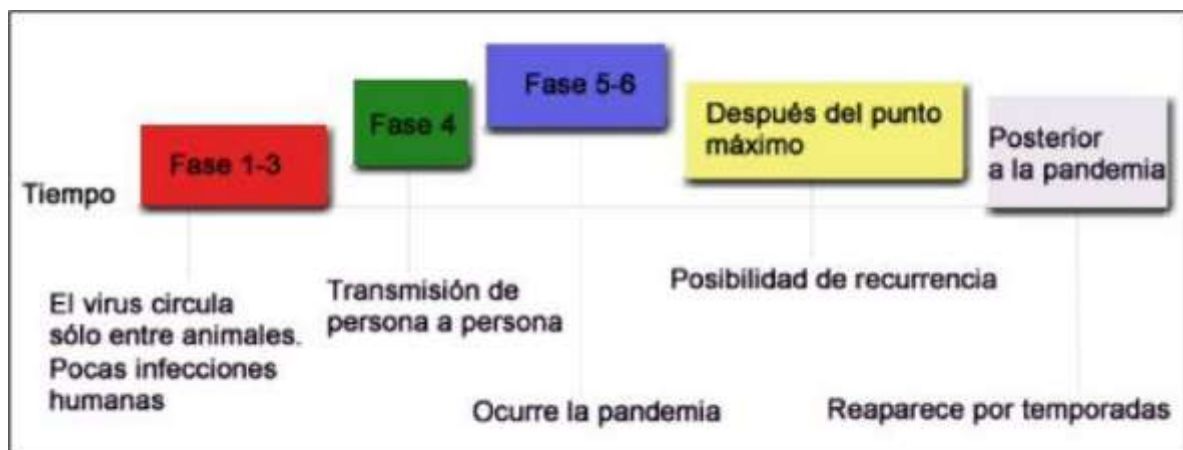 Fase 5-6
Fase 4
Después del punto
máximo
Fase 1-3
Posterior
a la pandemia
Tiempo
El virus circula
sólo entre animales.
Pocas infecciones
humanas
Transmisión de
persona a persona
Posibilidad de recurrencia
Ocurre la pandemia
Reaparece por temporadas